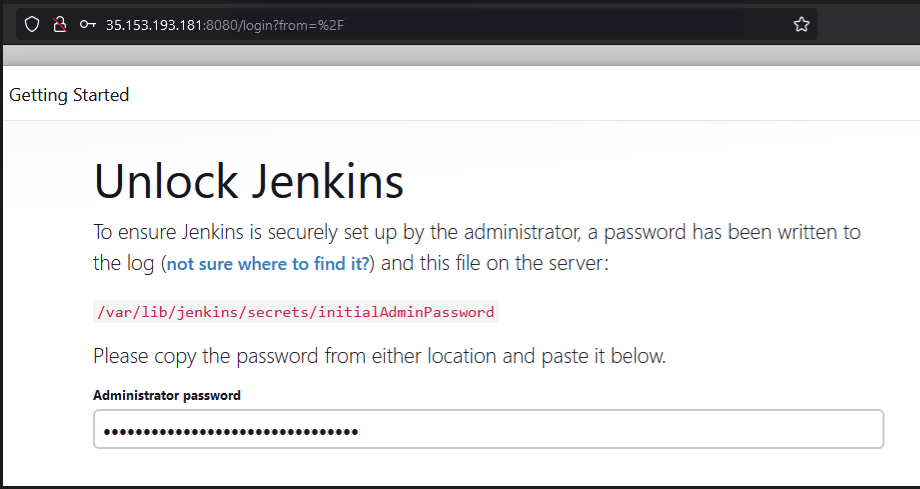 35.153.193.181:8080/login?from=%2F
Getting Started
Unlock Jenkins
To ensure Jenkins is securely set up by the administrator, a password has been written to
the log (not sure where to find it?) and this file on the server:
/var/lib/jenkins/secrets/initialAdminPassword
Please copy the password from either location and paste it below.
Administrator password
••••••••••••••••••••••••••••••••